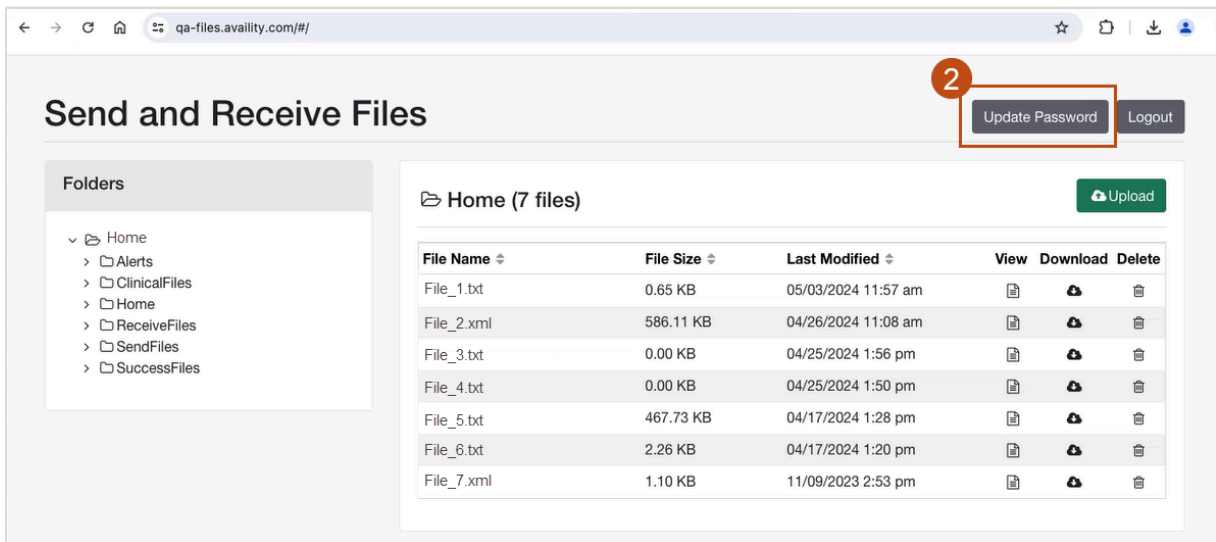 qa-files.availity.com/#/
2
Send and Receive Files
Update Password Logout
Folders
Home
Alerts
ClinicalFiles
Home
ReceiveFiles
SendFiles
SuccessFiles
Home (7 files)
Upload
File Name File Size Last Modified View Download Delete
File_1.txt 0.65 KB 05/03/2024 11:57 am
File_2.xml 586.11 KB 04/26/2024 11:08 am
File_3.txt 0.00 KB 04/25/2024 1:56 pm
File_4.txt 0.00 KB 04/25/2024 1:50 pm
File_5.txt 467.73 KB 04/17/2024 1:28 pm
File_6.txt 2.26 KB 04/17/2024 1:20 pm
File_7.xml 1.10 KB 11/09/2023 2:53 pm